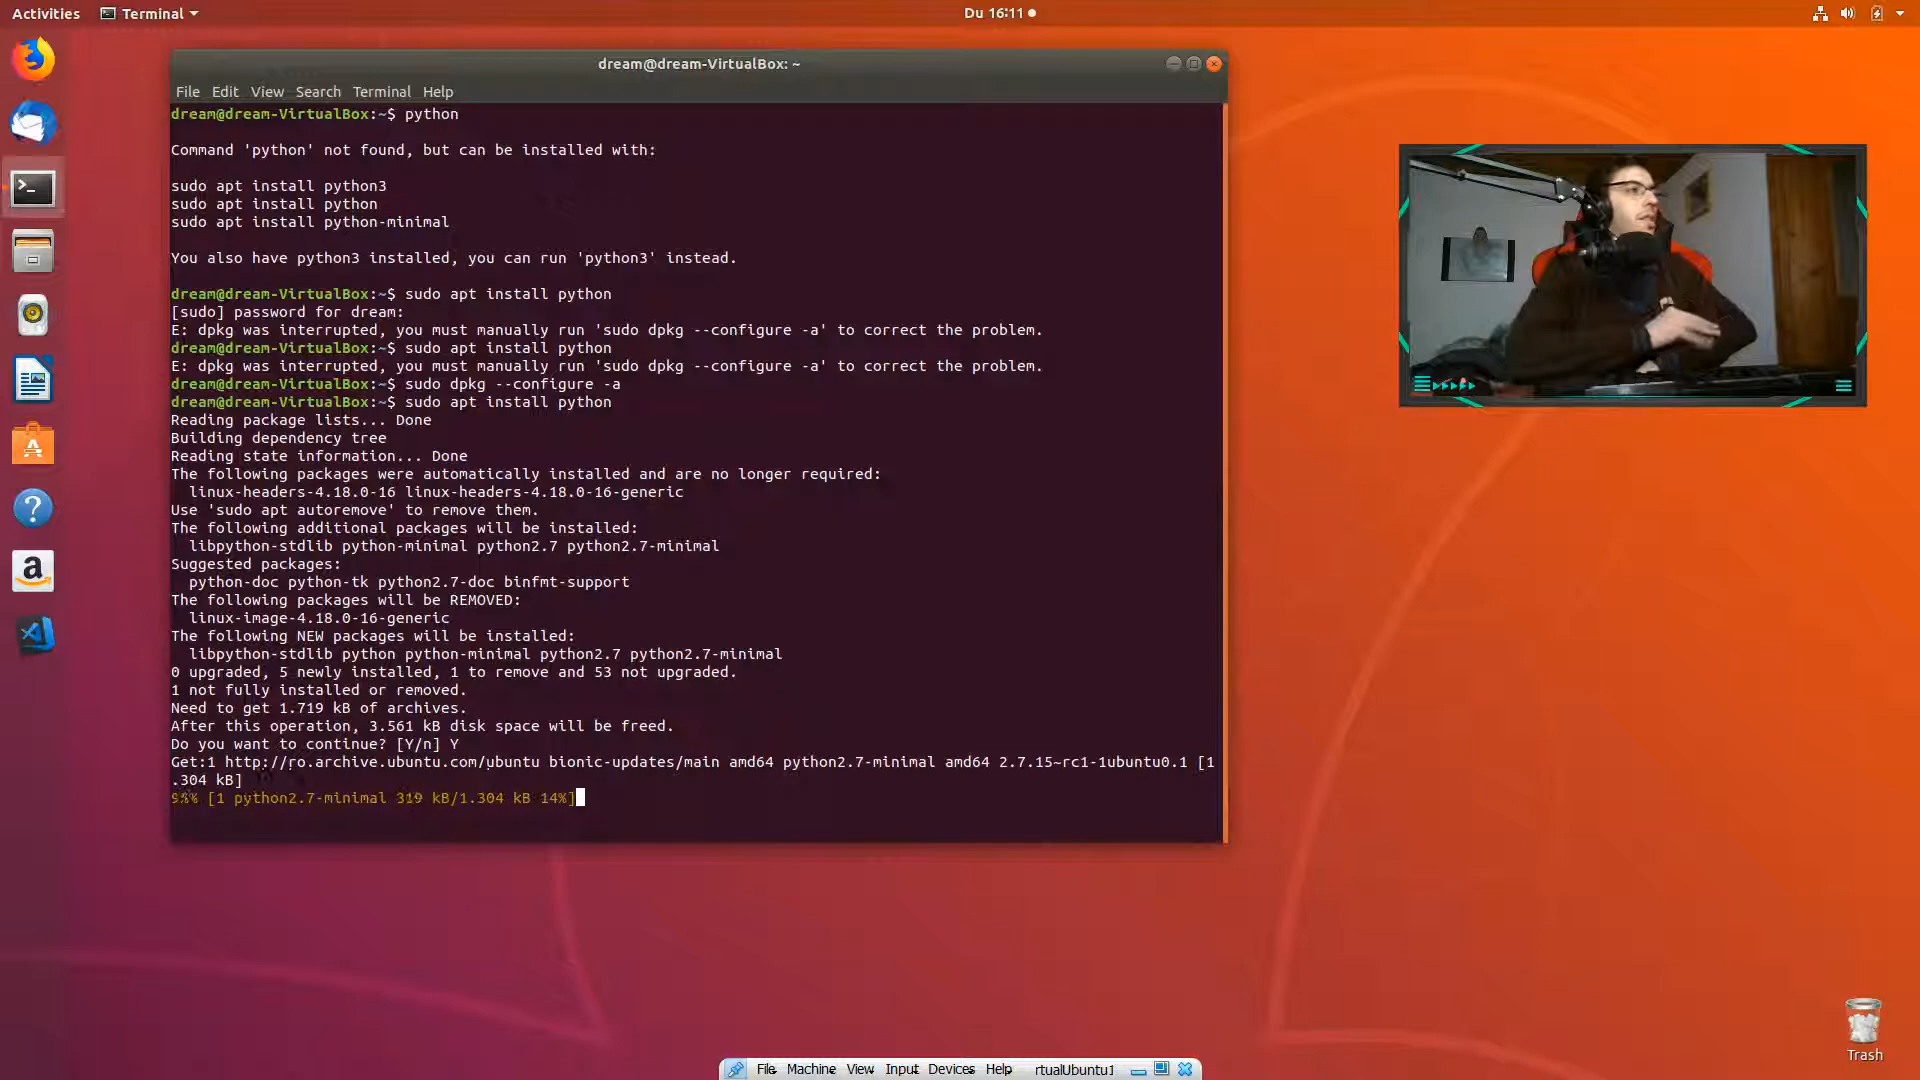 Activities Terminal Du 16:11
dream@dream-VirtualBox: ~
File Edit View Search Terminal Help
dream@dream-VirtualBox:~$ python
Command 'python' not found, but can be installed with:
sudo apt install python3
sudo apt install python
sudo apt install python-minimal
You also have python3 installed, you can run 'python3' instead.
dream@dream-VirtualBox:~$ sudo apt install python
[sudo] password for dream:
E: dpkg was interrupted, you must manually run 'sudo dpkg --configure -a' to correct the problem.
dream@dream-VirtualBox:~$ sudo apt install python
E: dpkg was interrupted, you must manually run 'sudo dpkg --configure -a' to correct the problem.
dream@dream-VirtualBox:~$ sudo dpkg --configure -a
dream@dream-VirtualBox:~$ sudo apt install python
Reading package lists... Done
Building dependency tree
Reading state information... Done
The following packages were automatically installed and are no longer required:
linux-headers-4.18.0-16 linux-headers-4.18.0-16-generic
Use 'sudo apt autoremove' to remove them.
The following additional packages will be installed:
libpython-stdlib python-minimal python2.7 python2.7-minimal
Suggested packages:
python-doc python-tk python2.7-doc binfmt-support
The following packages will be REMOVED:
linux-image-4.18.0-16-generic
The following NEW packages will be installed:
libpython-stdlib python python-minimal python2.7 python2.7-minimal
0 upgraded, 5 newly installed, 1 to remove and 53 not upgraded.
1 not fully installed or removed.
Need to get 1.719 kB of archives.
After this operation, 3.561 kB disk space will be freed.
Do you want to continue? [Y/n] Y
Get:1 http://ro.archive.ubuntu.com/ubuntu bionic-updates/main amd64 python2.7-minimal amd64 2.7.15~rc1-1ubuntu0.1 [1
.304 kB]
[1 python2.7-minimal 319 kB/1.304 kB 14%]
Trash
File Machine View Input Devices Help rtualUbuntu1